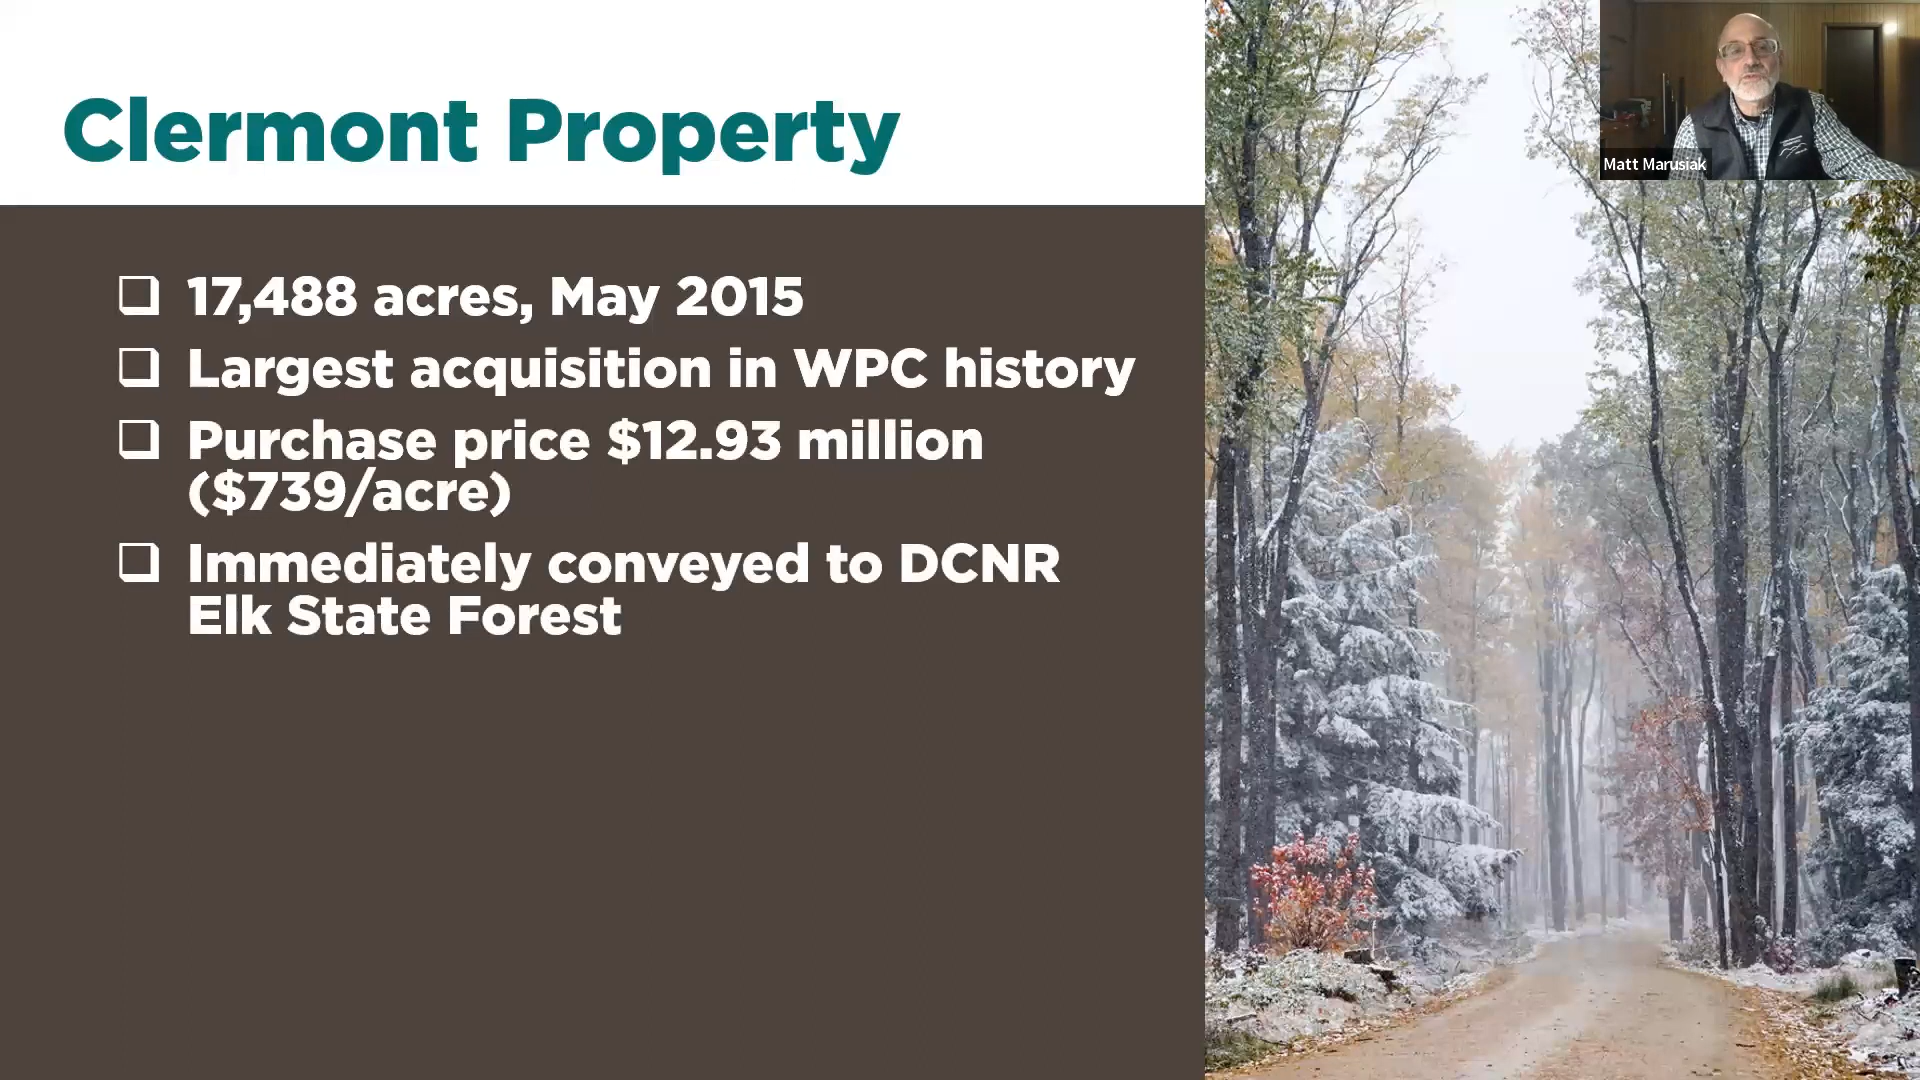 Clermont Property
17,488 acres, May 2015
Largest acquisition in WPC history
Purchase price $12.93 million
($739/acre)
Immediately conveyed to DCNR
Elk State Forest
Matt Marusiak